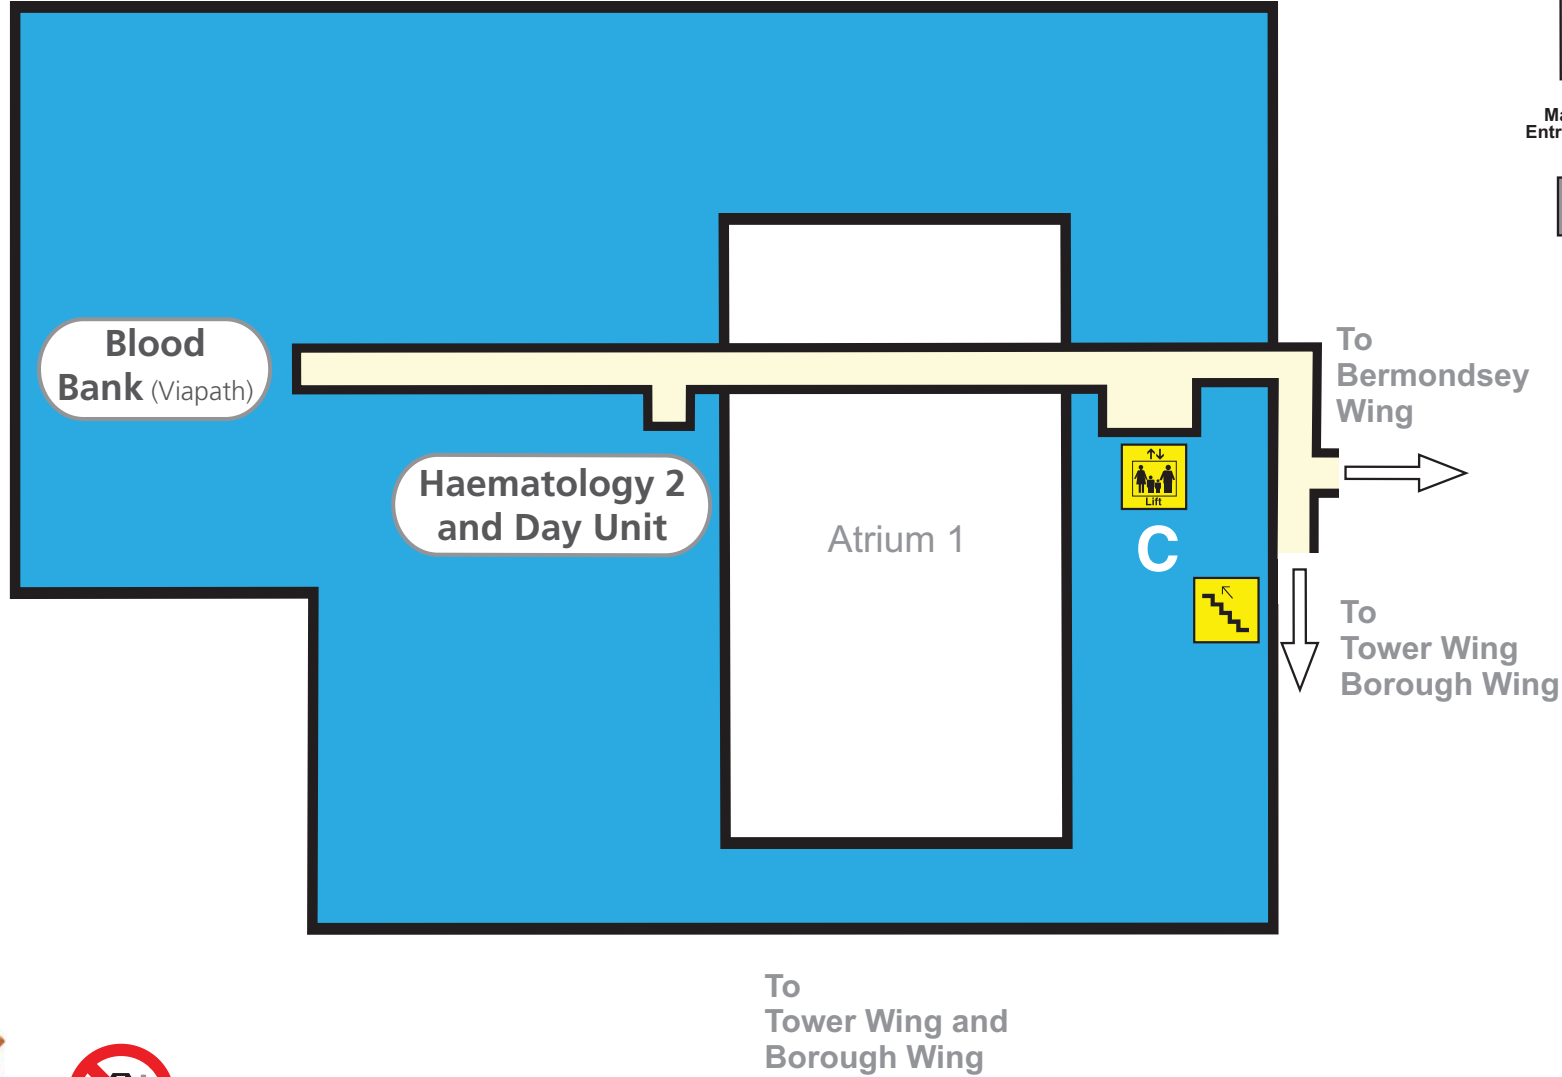 Blood
Bank (Viapath)
Haematology 2
and Day Unit
Atrium 1
Lift
C
To
Bermondsey
Wing
To
Tower Wing
Borough Wing
To
Tower Wing and
Borough Wing